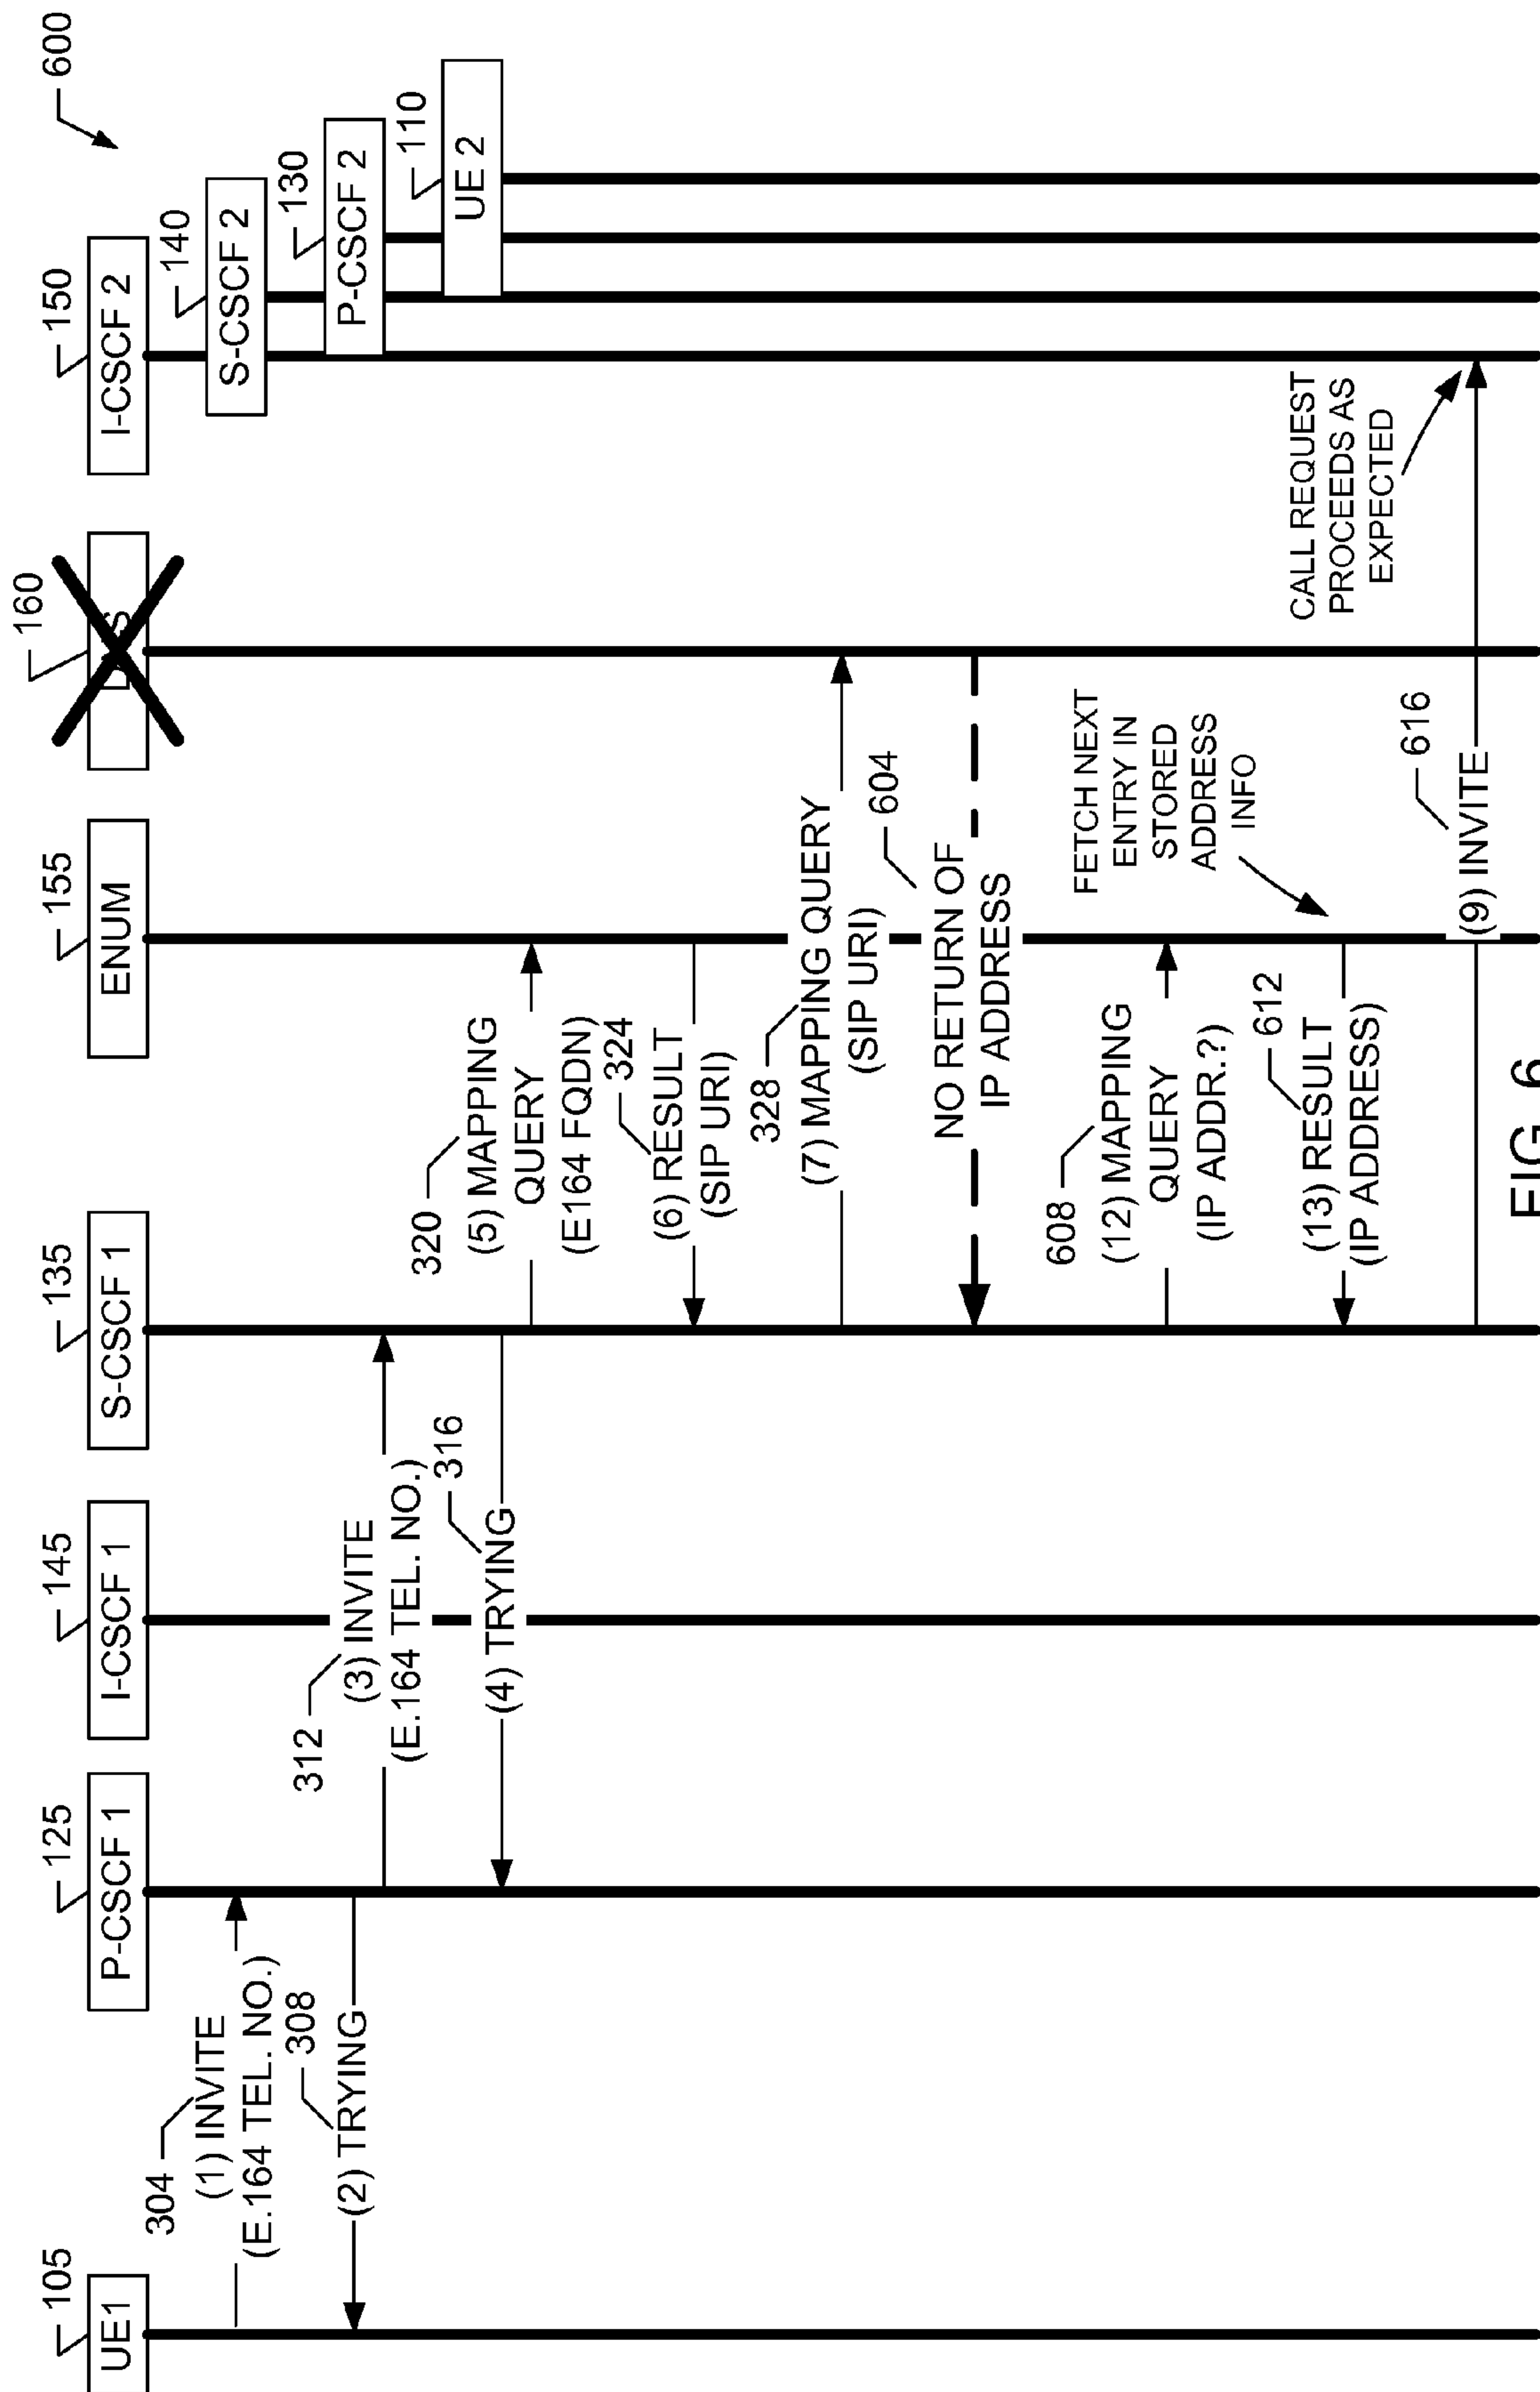 600
105
UE1
125
P-CSCF 1
145
I-CSCF 1
135
S-CSCF 1
155
ENUM
160
150
I-CSCF 2
140
S-CSCF 2
130
P-CSCF 2
110
UE 2
304
(1) INVITE
(E.164 TEL. NO.)
308
(2) TRYING
312
(3) INVITE
(E.164 TEL. NO.)
316
(4) TRYING
320
(5) MAPPING
QUERY
(E164 FQDN)
324
(6) RESULT
(SIP URI)
328
(7) MAPPING QUERY
(SIP URI)
604
NO RETURN OF
IP ADDRESS
608
(12) MAPPING
QUERY
(IP ADDR.?)
FETCH NEXT
ENTRY IN
STORED
ADDRESS
INFO
612
(13) RESULT
(IP ADDRESS)
616
(9) INVITE
CALL REQUEST
PROCEEDS AS
EXPECTED
FIG. 6